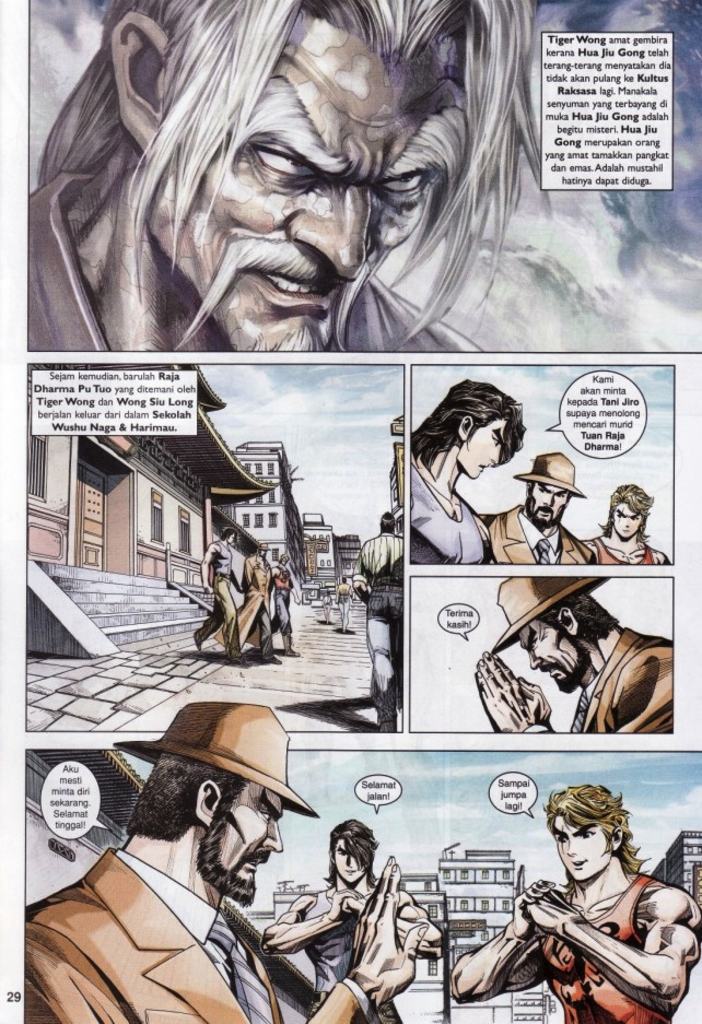 Tiger Wong amat gembira
kerana Hua Jiu Gong telah
terang-terang menyatakan dia
tidak akan pulang ke Kultus
Raksasa lagi. Manakala
senyuman yang terbayang di
muka Hua Jiu Gong adalah
begitu misteri. Hua Jiu
Gong merupakan orang
yang amat tamakkan pangkat
dan emas. Adalah mustahil
hatinya dapat diduga.
Sejam kemudian, barulah Raja
Dharma Pu Tuo yang ditemani oleh
Tiger Wong dan Wong Siu Long
berjalan keluar dari dalam Sekolah
Wushu Naga & Harimau.
Kami
akan minta
kepada Tani Jiro
supaya menolong
mencari murid
Tuan Raja
Dharma!
Terima
kasih!
Aku
mesti
minta diri
sekarang.
Selamat
tinggal!
Selamat
jalan!
Sampai
jumpa
lagi!
29